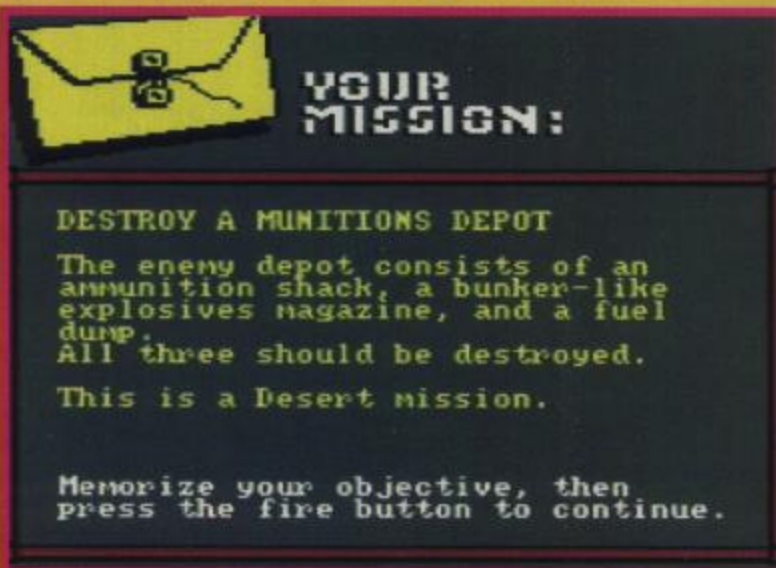 YOUR
MISSION:
DESTROY A MUNITIONS DEPOT
The enemy depot consists of an
ammunition shack, a bunker-like
explosives magazine, and a fuel
dump.
All three should be destroyed.
This is a Desert mission.
Memorize your objective, then
press the fire button to continue.